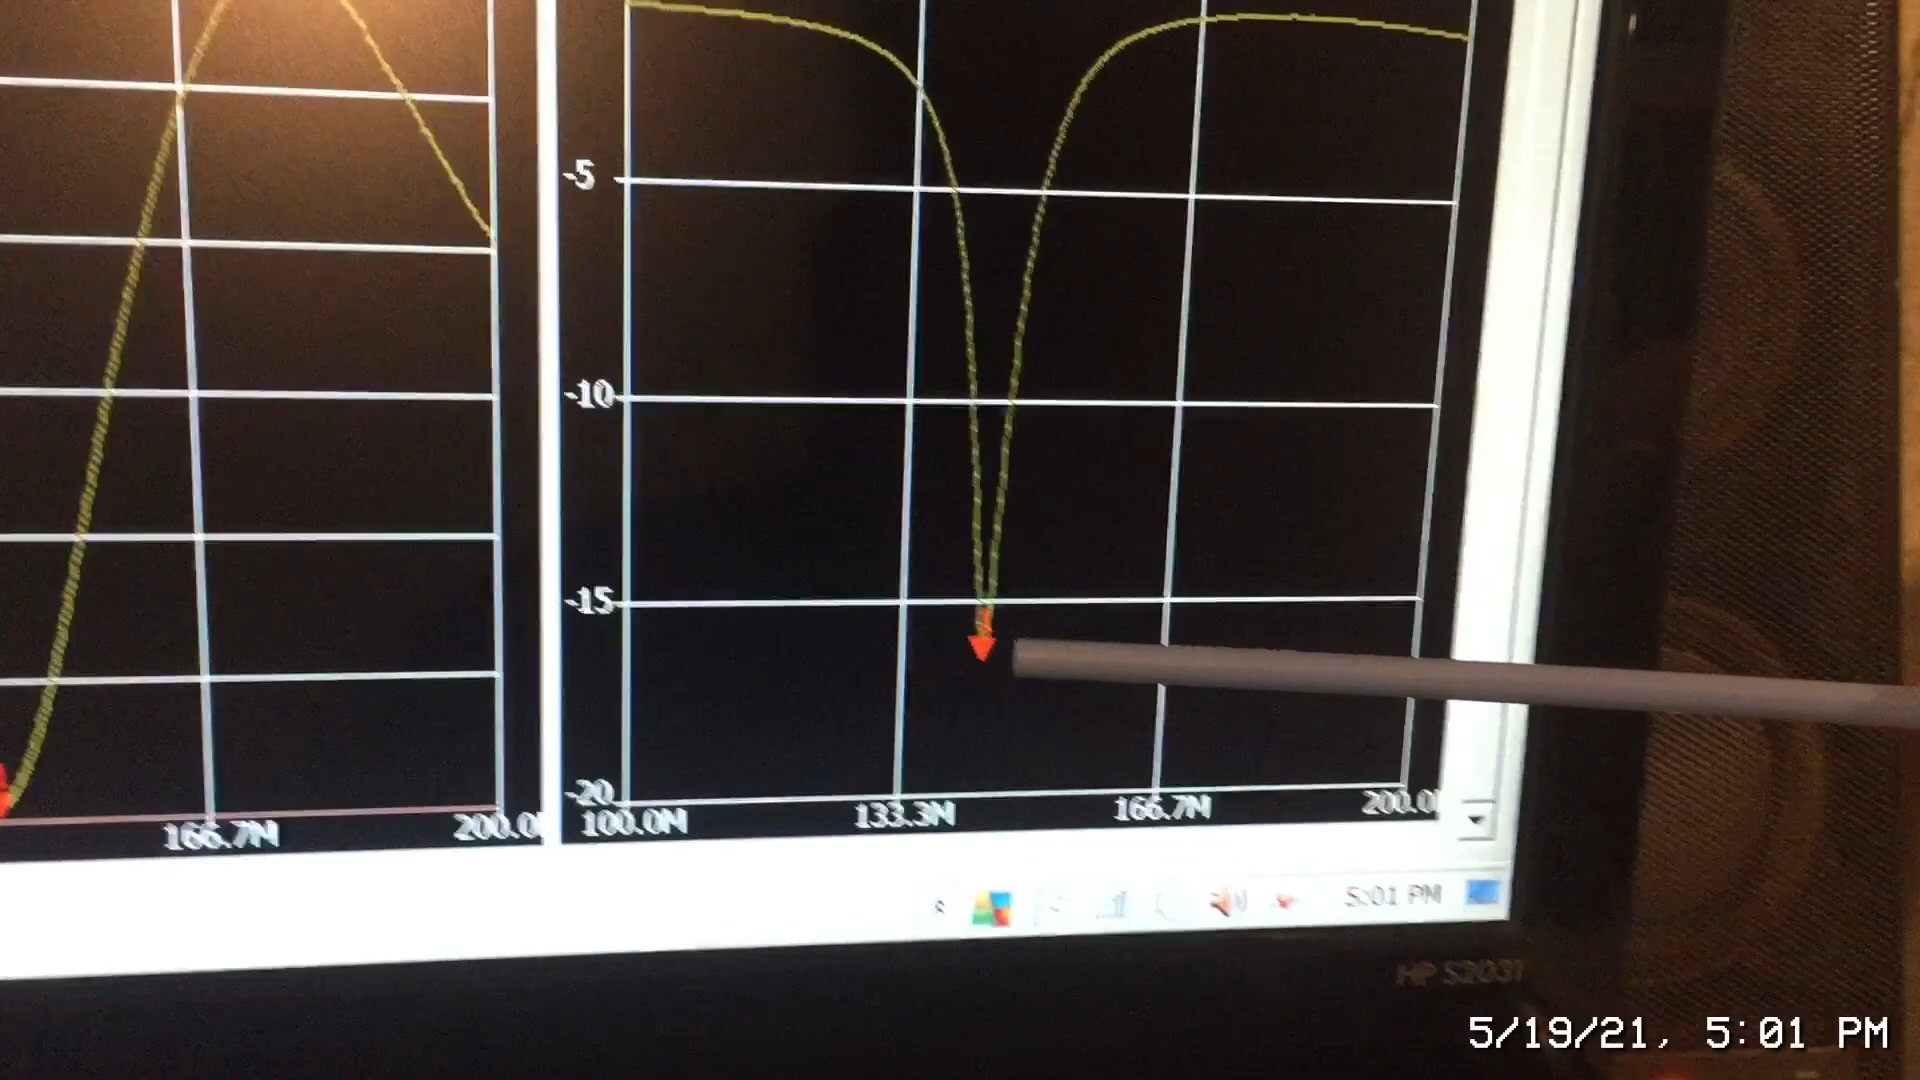 -5
-10
-15
-20
166.7M
200.0
100.0M
133.3M
166.7M
200.0
5:01 PM
HP S2031
5/19/21, 5:01 PM